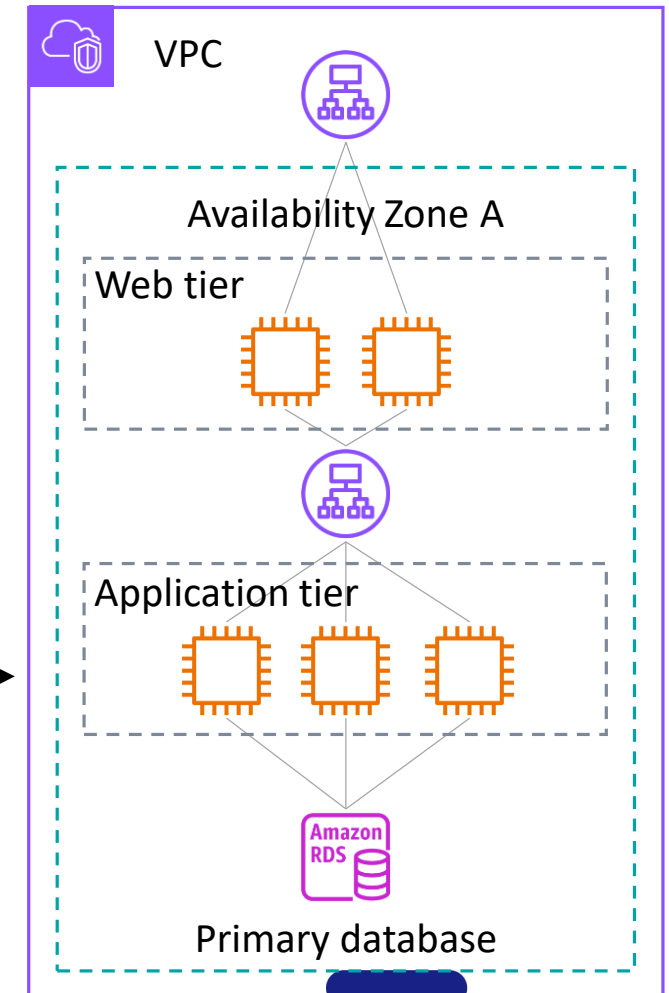 VPC
Availability Zone A
Web tier
Application tier
Amazon
RDS
Primary database